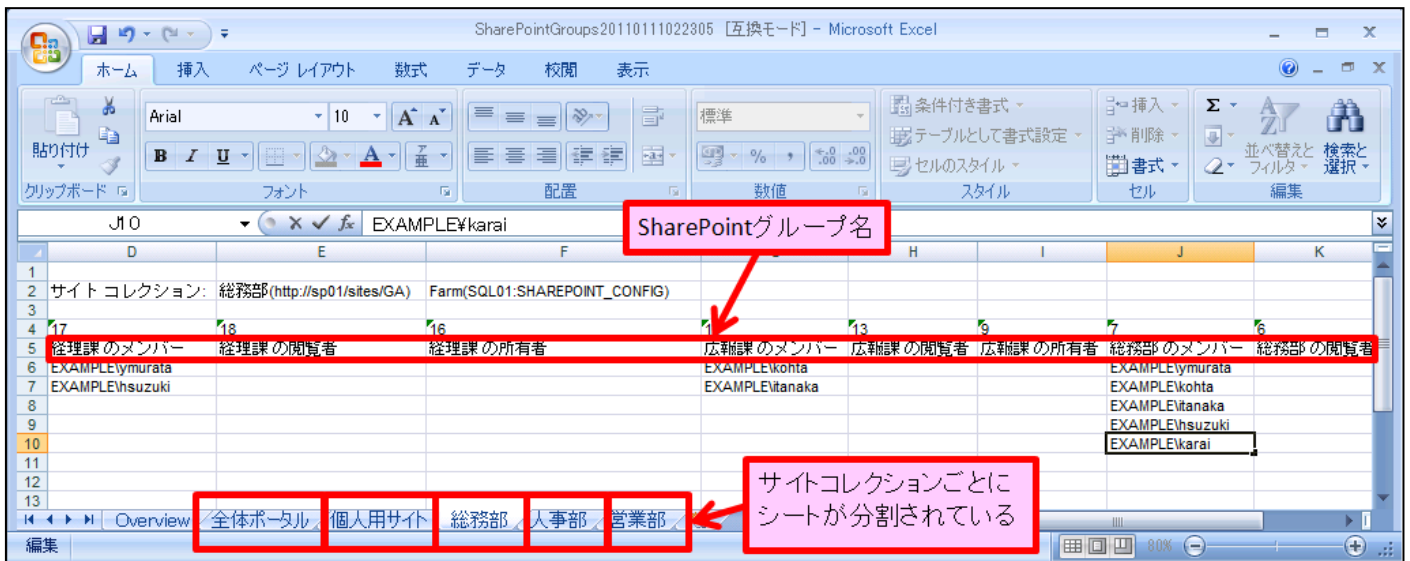 SharePointGroups20110111022305 [互換モード] - Microsoft Excel
ホーム 挿入 ページ レイアウト 数式 データ 校閲 表示
Arial 10 標準 条件付き書式 挿入 Σ
テーブルとして書式設定 削除
貼り付け B I U % , セルのスタイル 書式 並べ替えと フィルタ 検索と 選択
クリップボード フォント 配置 数値 スタイル セル 編集
J10 fx EXAMPLE¥karai
SharePointグループ名
D E F H I J K
1
2 サイト コレクション: 総務部(http://sp01/sites/GA) Farm(SQL01:SHAREPOINT_CONFIG)
3
4 17 18 16 13 9 7 6
5 経理課 のメンバー 経理課 の閲覧者 経理課 の所有者 広報課 のメンバー 広報課 の閲覧者 広報課 の所有者 総務部 のメンバー 総務部 の閲覧者
6 EXAMPLE\ymurata EXAMPLE\kohta EXAMPLE\ymurata
7 EXAMPLE\hsuzuki EXAMPLE\itanaka EXAMPLE\kohta
8 EXAMPLE\itanaka
9 EXAMPLE\hsuzuki
10 EXAMPLE\karai
11
12
13
サイトコレクションごとに
シートが分割されている
Overview 全体ポータル 個人用サイト 総務部 人事部 営業部
編集 80%